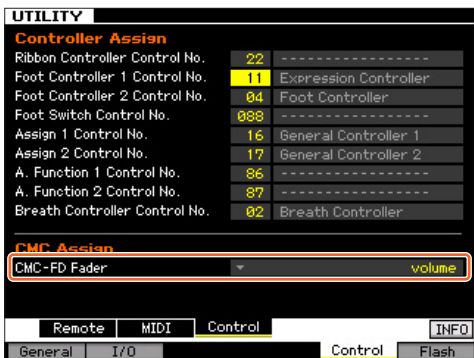 UTILITY
Controller Assign
Ribbon Controller Control No. 22 -----------------
Foot Controller 1 Control No. 11 Expression Controller
Foot Controller 2 Control No. 04 Foot Controller
Foot Switch Control No. 088 -----------------
Assign 1 Control No. 16 General Controller 1
Assign 2 Control No. 17 General Controller 2
A. Function 1 Control No. 86 -----------------
A. Function 2 Control No. 87 -----------------
Breath Controller Control No. 02 Breath Controller
CMC Assign
CMC-FD Fader volume
Remote MIDI Control INFO
General I/O Control Flash